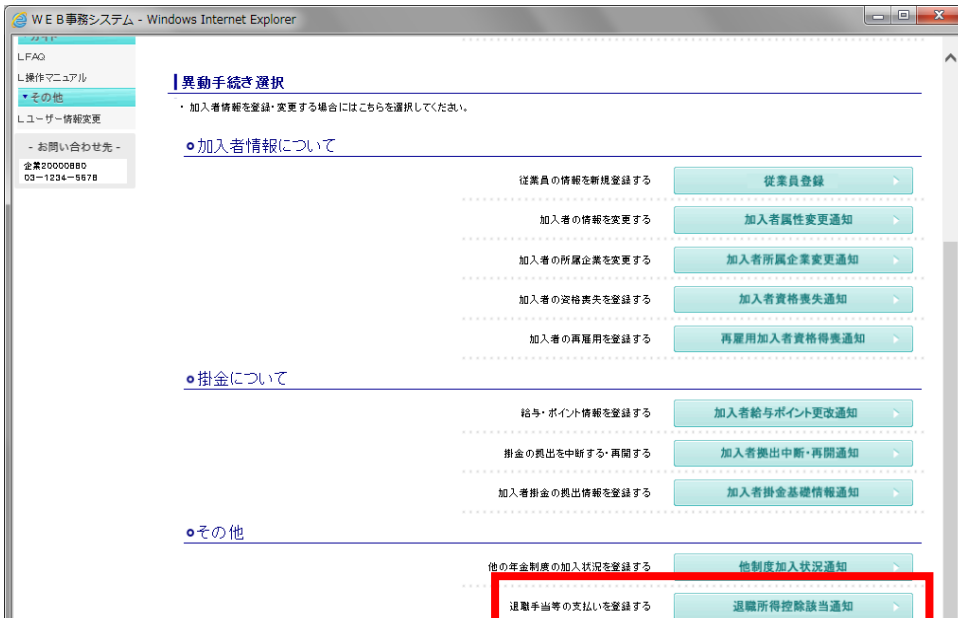 ＷＥＢ事務システム - Windows Internet Explorer
ガイド
L FAQ
L操作マニュアル
▼その他
Lユーザー情報変更
- お問い合わせ先 -
企業20000880
03－1234－5678
異動手続き選択
・ 加入者情報を登録・変更する場合にはこちらを選択してください。
加入者情報について
従業員の情報を新規登録する 従業員登録
加入者の情報を変更する 加入者属性変更通知
加入者の所属企業を変更する 加入者所属企業変更通知
加入者の資格喪失を登録する 加入者資格喪失通知
加入者の再雇用を登録する 再雇用加入者資格得喪通知
掛金について
給与・ポイント情報を登録する 加入者給与ポイント更改通知
掛金の拠出を中断する・再開する 加入者拠出中断・再開通知
加入者掛金の拠出情報を登録する 加入者掛金基礎情報通知
その他
他の年金制度の加入状況を登録する 他制度加入状況通知
退職手当等の支払いを登録する 退職所得控除該当通知